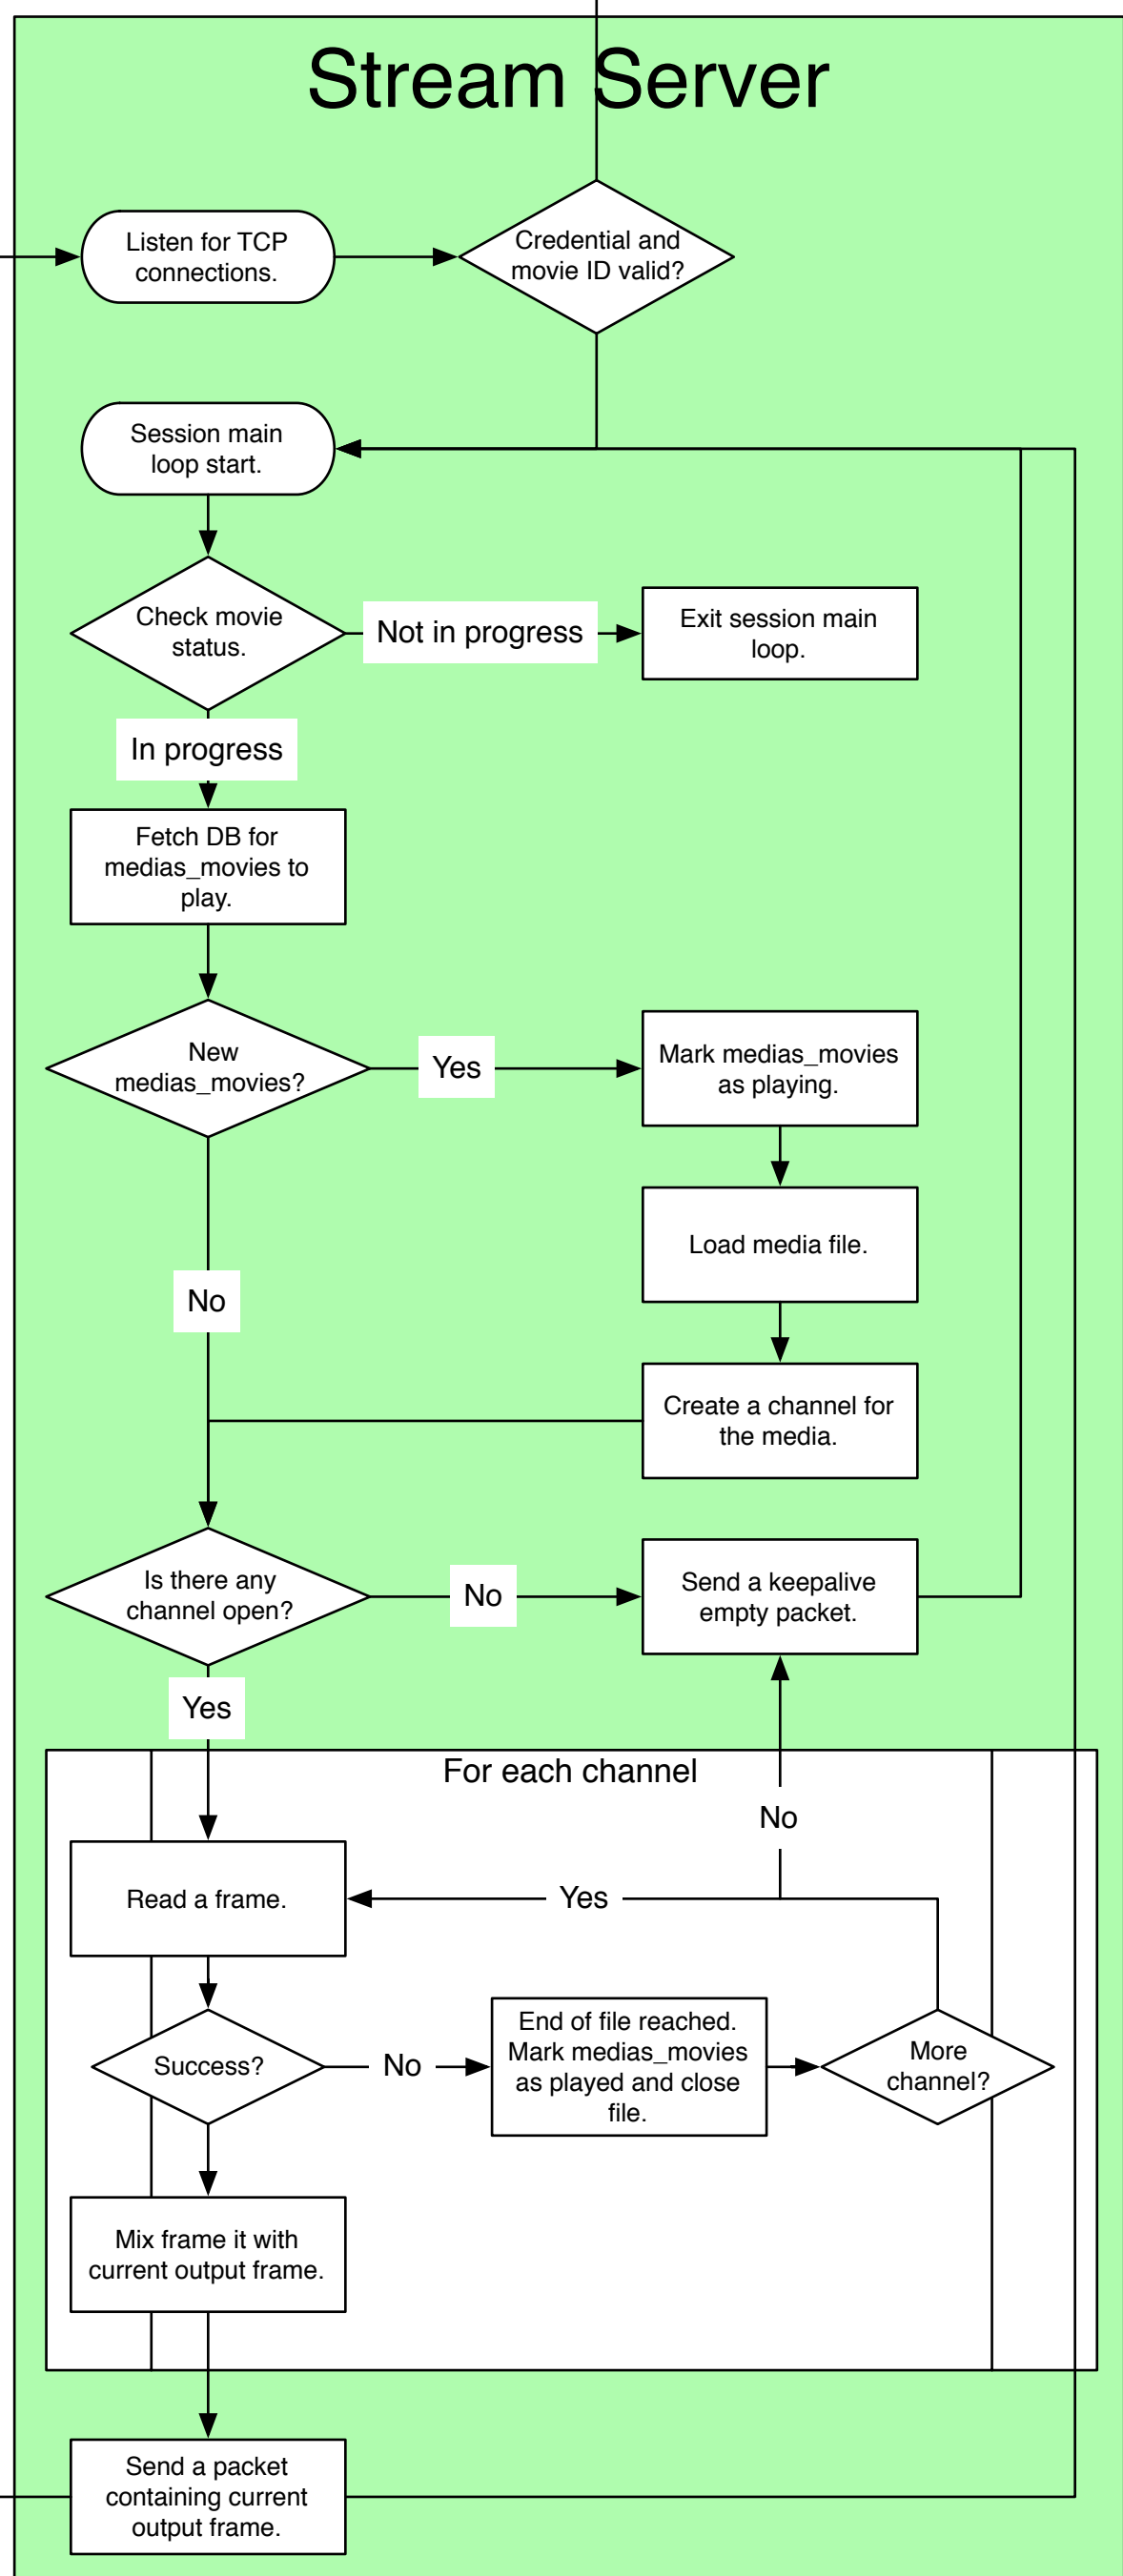 Stream Server
Listen for TCP
connections.
Credential and
movie ID valid?
Session main
loop start.
Check movie
status.
Not in progress
Exit session main
loop.
In progress
Fetch DB for
medias_movies to
play.
New
medias_movies?
Yes
Mark medias_movies
as playing.
Load media file.
No
Create a channel for
the media.
Is there any
channel open?
No
Send a keepalive
empty packet.
Yes
For each channel
No
Read a frame.
Yes
Success?
No
End of file reached.
Mark medias_movies
as played and close
file.
More
channel?
Mix frame it with
current output frame.
Send a packet
containing current
output frame.